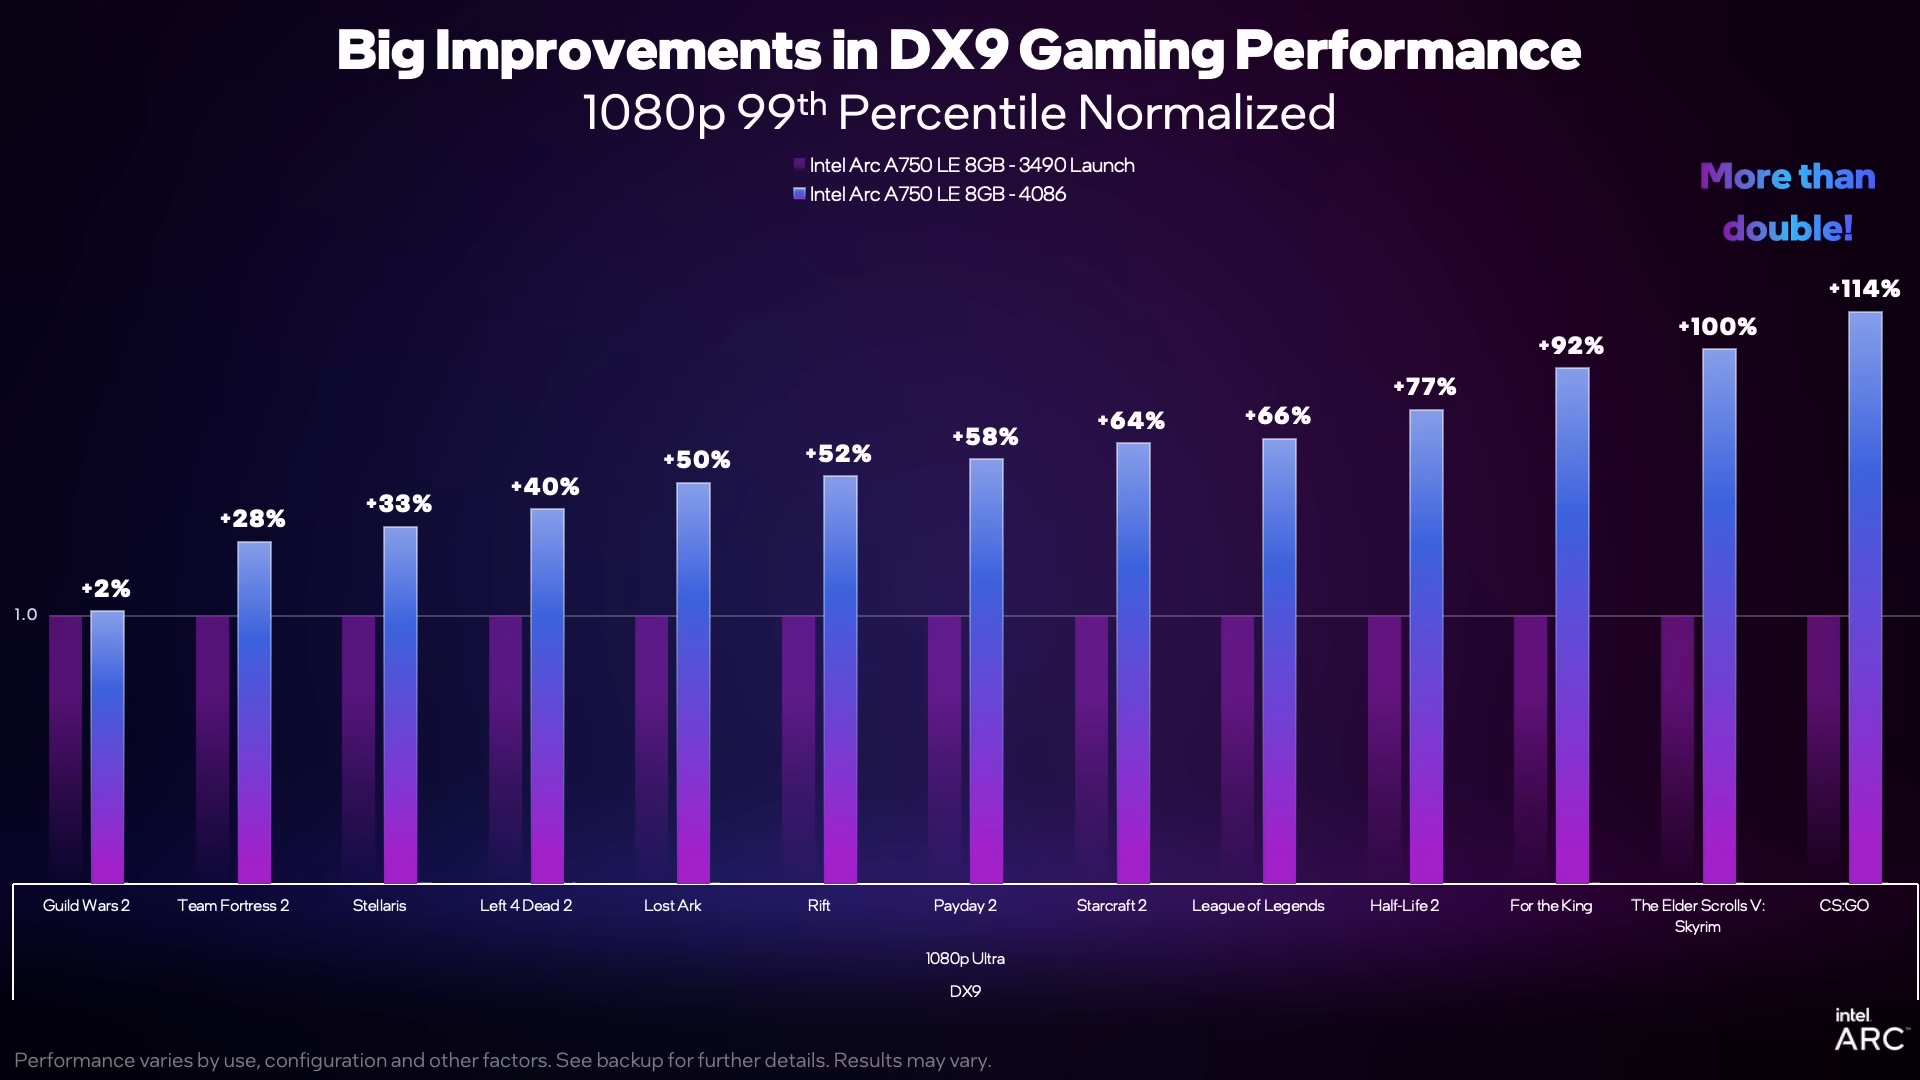 Big Improvements in DX9 Gaming Performance
1080p 99th Percentile Normalized
Intel Arc A750 LE 8GB - 3490 Launch
Intel Arc A750 LE 8GB - 4086
More than
double!
+2%
+28%
+33%
+40%
+50%
+52%
+58%
+64%
+66%
+77%
+92%
+100%
+114%
1.0
Guild Wars 2
Team Fortress 2
Stellaris
Left 4 Dead 2
Lost Ark
Rift
Payday 2
Starcraft 2
League of Legends
Half-Life 2
For the King
The Elder Scrolls V:
Skyrim
CS:GO
1080p Ultra
DX9
intel
ARC™
Performance varies by use, configuration and other factors. See backup for further details. Results may vary.